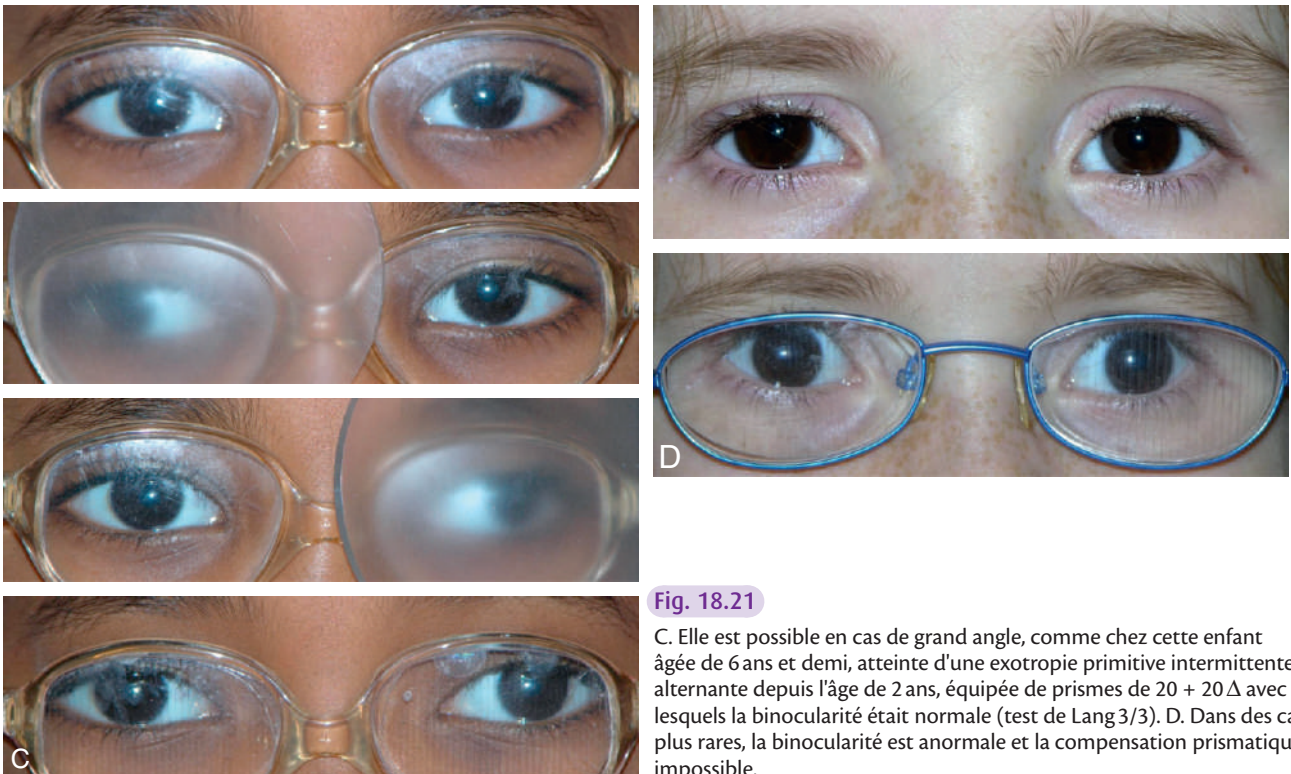 C
D
Fig. 18.21
C. Elle est possible en cas de grand angle, comme chez cette enfant
âgée de 6 ans et demi, atteinte d'une exotropie primitive intermittente
alternante depuis l'âge de 2 ans, équipée de prismes de 20 + 20 Δ avec
lesquels la binocularité était normale (test de Lang 3/3). D. Dans des ca
plus rares, la binocularité est anormale et la compensation prismatiqu
impossible.